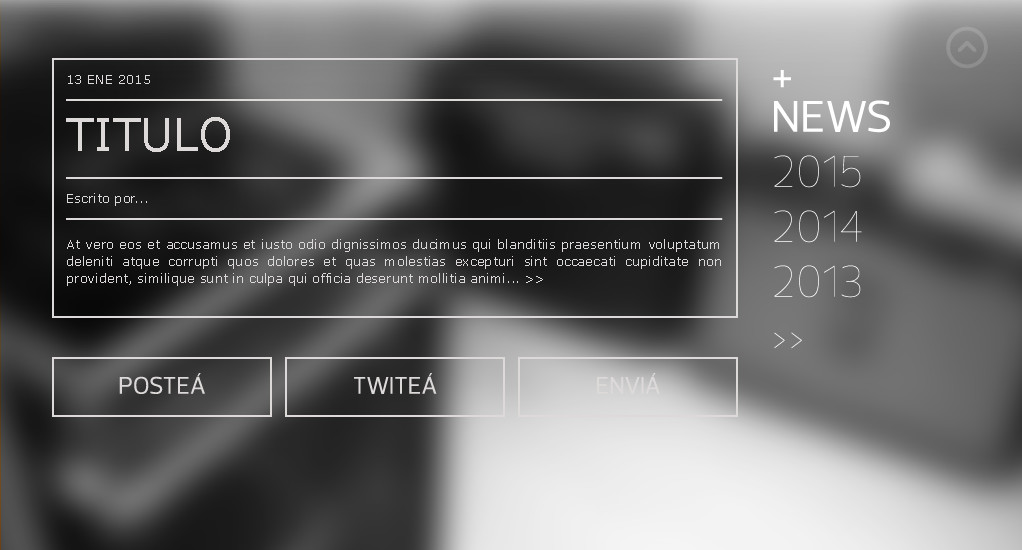 13 ENE 2015
TITULO
Escrito por...
At vero eos et accusamus et iusto odio dignissimos ducimus qui blanditiis praesentium voluptatum
deleniti atque corrupti quos dolores et quas molestias excepturi sint occaecati cupiditate non
provident, similique sunt in culpa qui officia deserunt mollitia animi... >>
POSTEÁ
TWITEÁ
ENVIÁ
+
NEWS
2015
2014
2013
>>